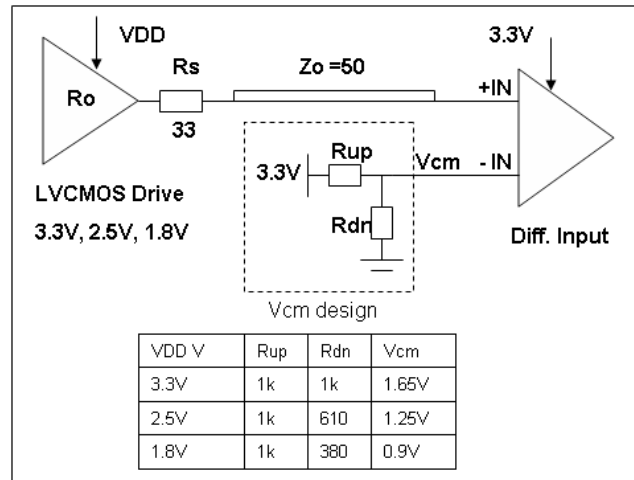 VDD
3.3V
Rs
Zo =50
+IN
Ro
33
Rup
Vcm
- IN
3.3V
LVCMOS Drive
Rdn
3.3V, 2.5V, 1.8V
Diff. Input
Vcm design
VDD V Rup Rdn Vcm
3.3V 1k 1k 1.65V
2.5V 1k 610 1.25V
1.8V 1k 380 0.9V